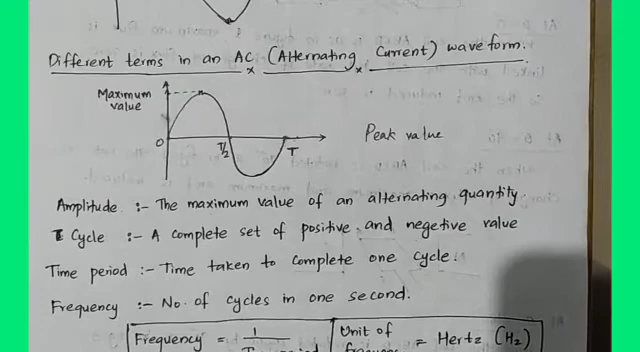 Different terms in an AC (Alternating Current) waveform.
Maximum value
0 T/2 T
Peak value
Amplitude :- The maximum value of an alternating quantity.
Cycle :- A complete set of positive and negetive value
Time period :- Time taken to complete one cycle.
Frequency :- No. of cycles in one second.
Frequency = 1
Unit of = Hertz (Hz)